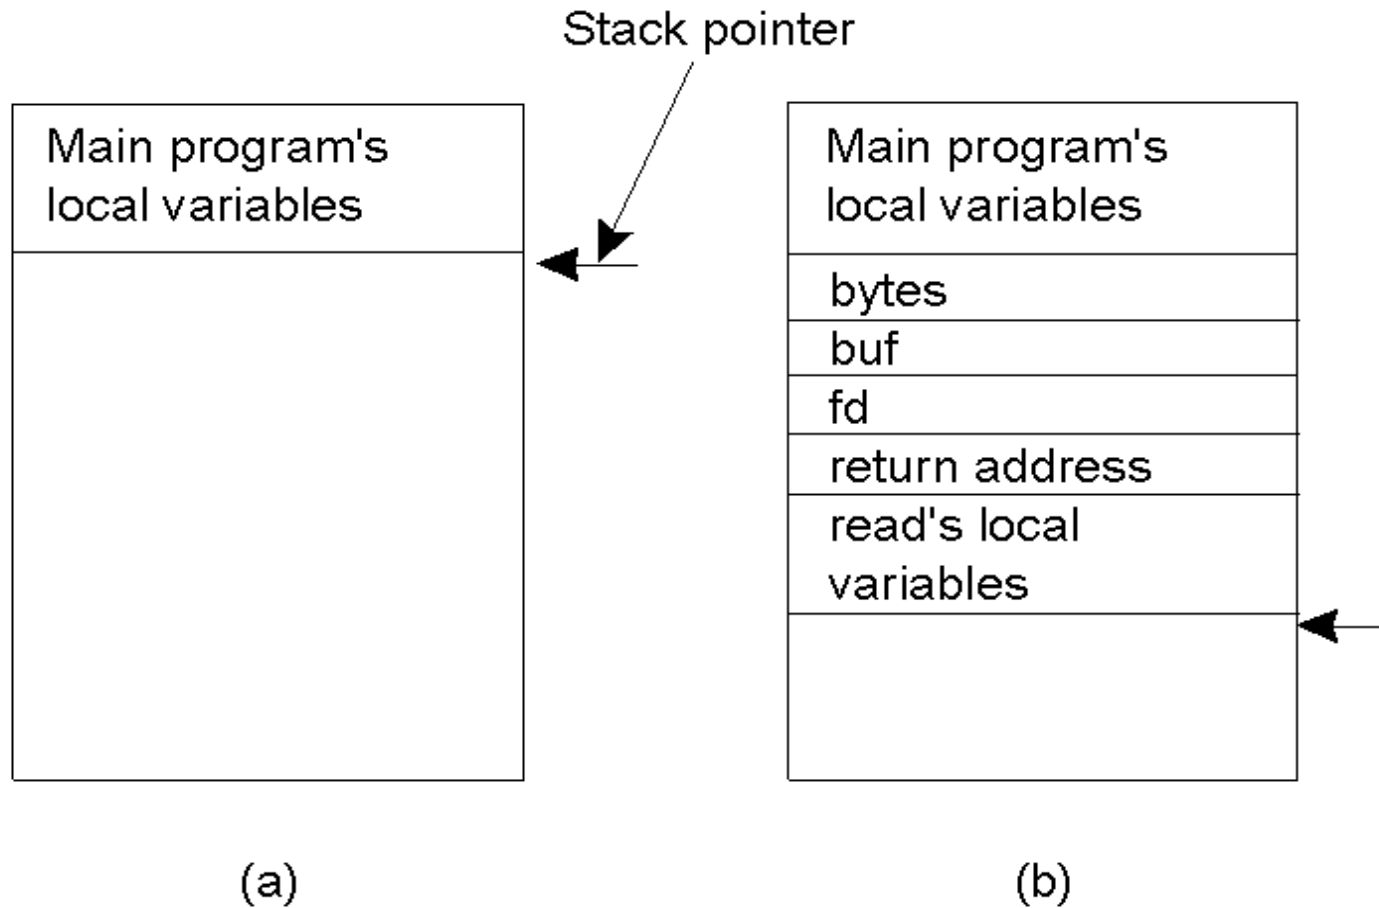 Stack pointer
Main program's
local variables
(a)
Main program's
local variables
bytes
buf
fd
return address
read's local
variables
(b)